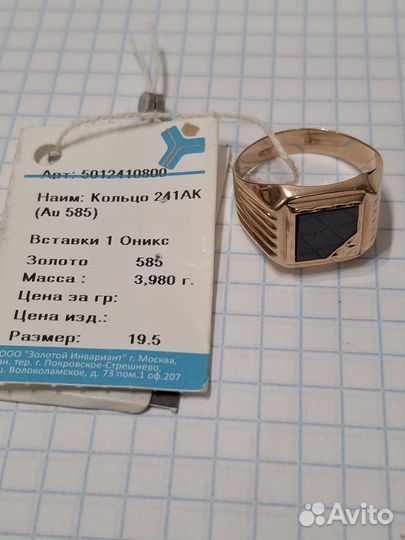 Арт: 5012410800
Наим: Кольцо 241АК
(Au 585)
Вставки 1 Оникс
Золото 585
Масса : 3,980 г.
Цена за гр:
Цена изд.:
Размер: 19.5
ООО "Золотой Инвариант" г. Москва,
тер. г. Покровское-Стрешнево,
Волоколамское, д. 73 пом.1 оф.207
Avito